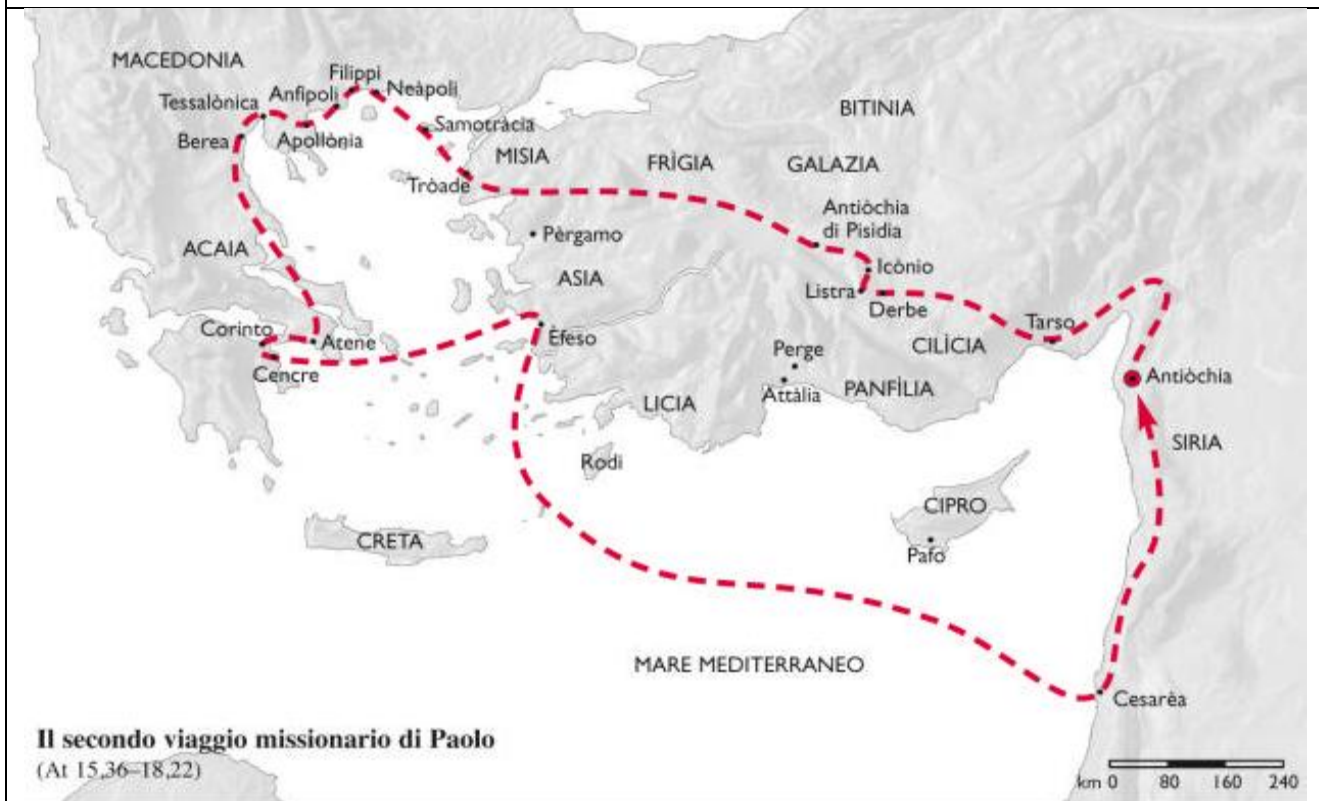 MACEDONIA
Filippi
Anfìpoli
Neàpoli
Tessalònica
Samotràcia
BITINIA
Berea
Apollònia
MISIA
FRÌGIA
GALAZIA
Tròade
Antiòchia
di Pisidia
Pèrgamo
ACAIA
Icònio
ASIA
Listra
Derbe
Corinto
Atene
Èfeso
Tarso
CILÌCIA
Cencre
Perge
Antiòchia
Attàlia
PANFÌLIA
LICIA
SIRIA
Rodi
CIPRO
CRETA
Pafo
MARE MEDITERRANEO
Cesarèa
Il secondo viaggio missionario di Paolo
(At 15,36–18,22)
km 0 80 160 240